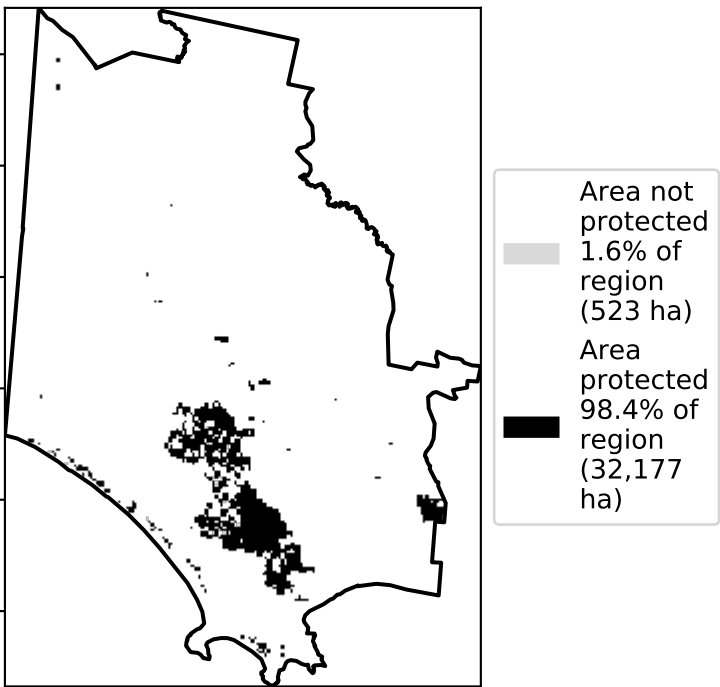 Area not
protected
1.6% of
region
(523 ha)
Area
protected
98.4% of
region
(32,177
ha)